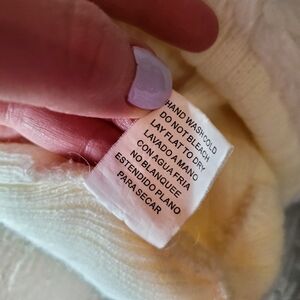 HAND WASH COLD
DO NOT BLEACH
LAY FLAT TO DRY
LAVADO A MANO
CON AGUA FRIA
NO BLANQUEE
ESTENDIDO PLANO
PARA SECAR